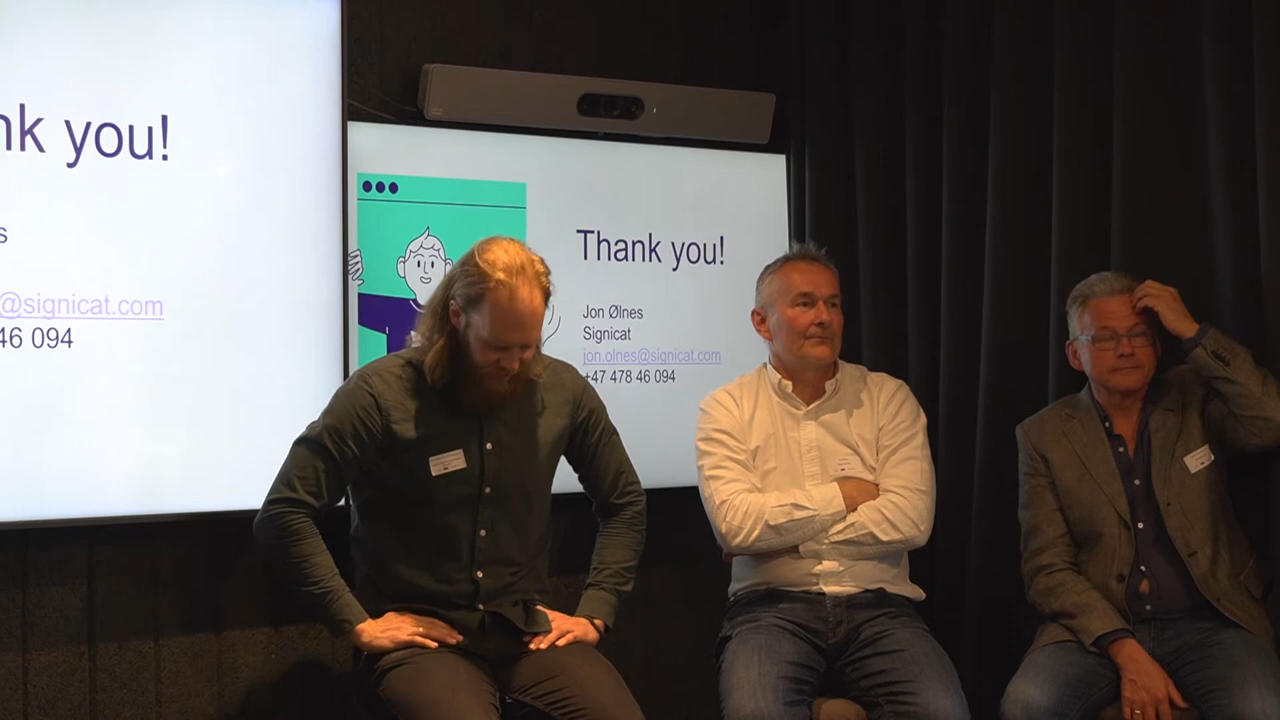 nk you!
s
@signicat.com
46 094
Thank you!
Jon Ølnes
Signicat
jon.olnes@signicat.com
+47 478 46 094